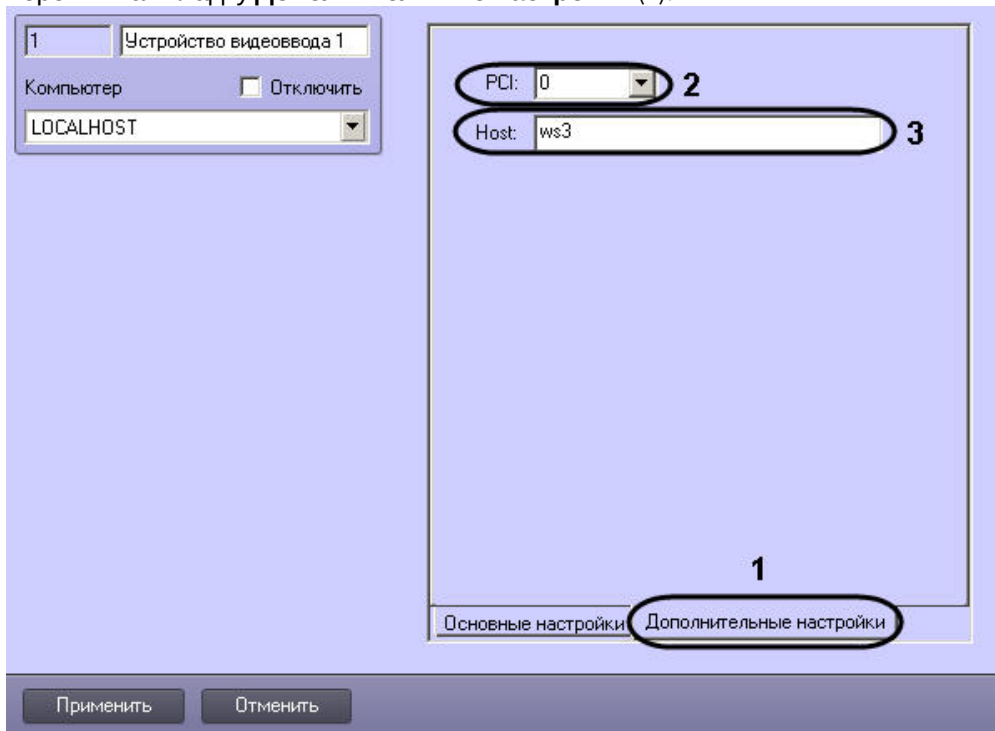 1 Устройство видеоввода 1
Компьютер Отключить
LOCALHOST
PCI: 0 2
Host: ws3 3
1
Основные настройки Дополнительные настройки
Применить Отменить